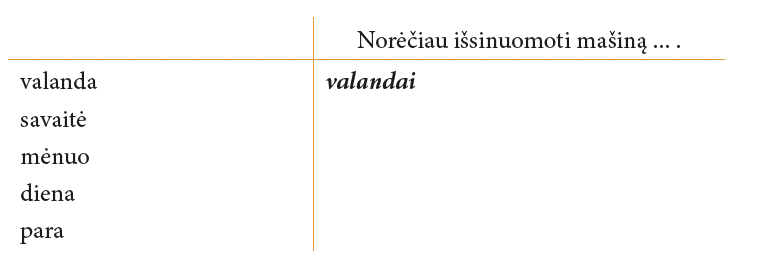 Norėčiau išsinuomoti mašiną ... .
valanda valandai
savaitė
mėnuo
diena
para